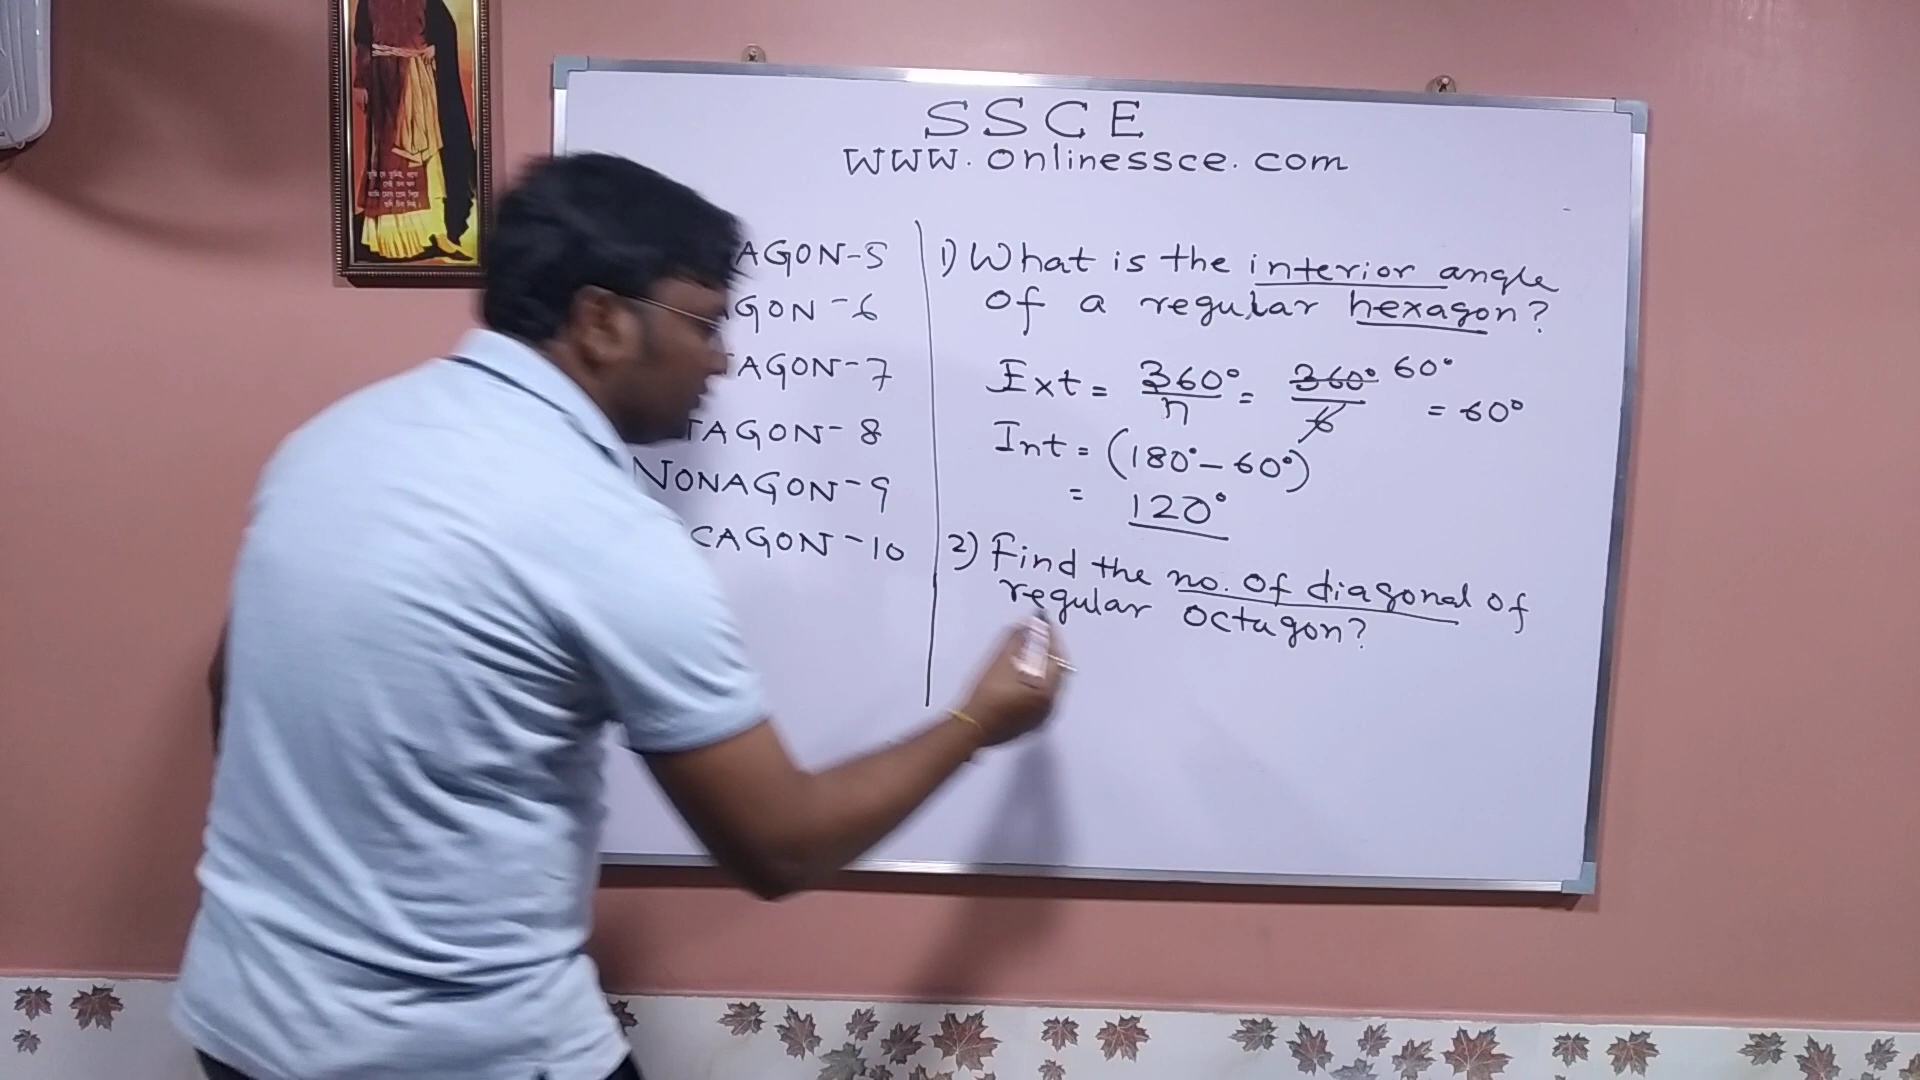 SSCE
www.onlinessce.com
AGON-5
GON-6
TAGON-7
TAGON-8
NONAGON-9
CAGON-10
1) What is the interior angle
of a regular hexagon?
Ext = 360°/n = 360°/6 60° = 60°
Int = (180°-60°)
= 120°
2) Find the no. of diagonal of
regular octagon?